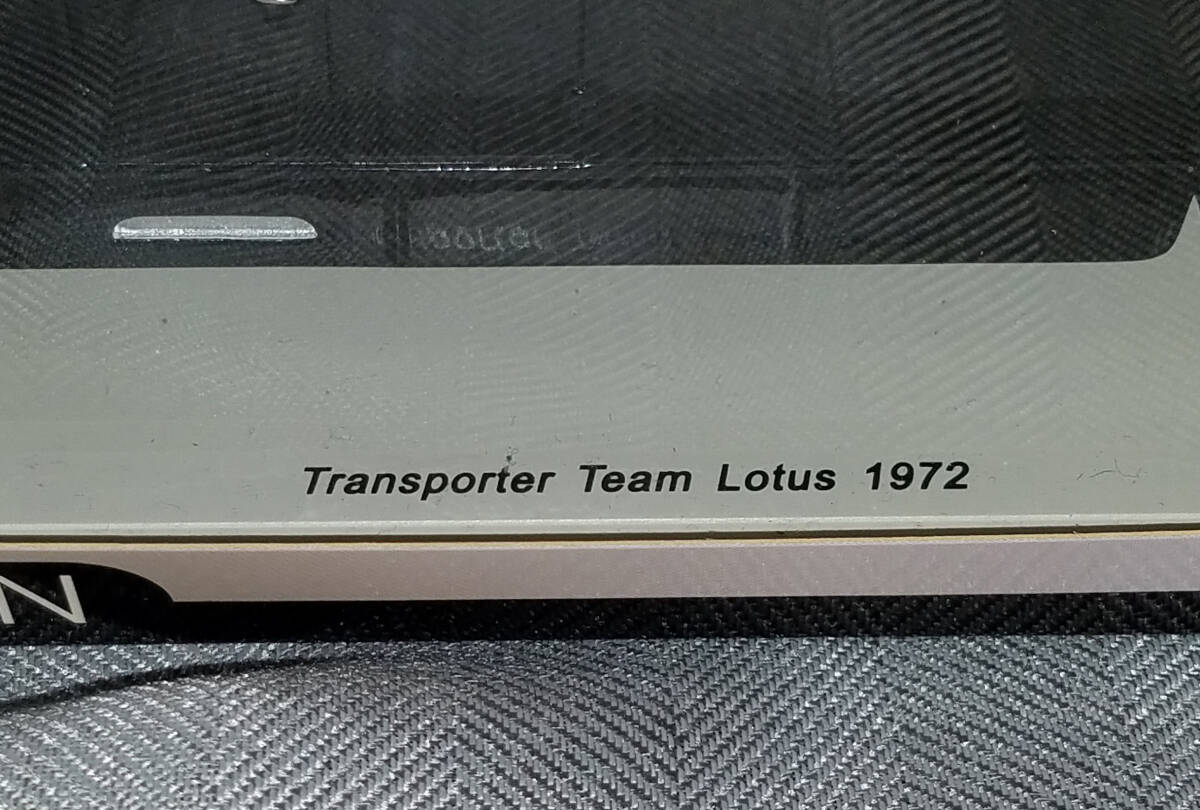 Transporter Team Lotus 1972
N